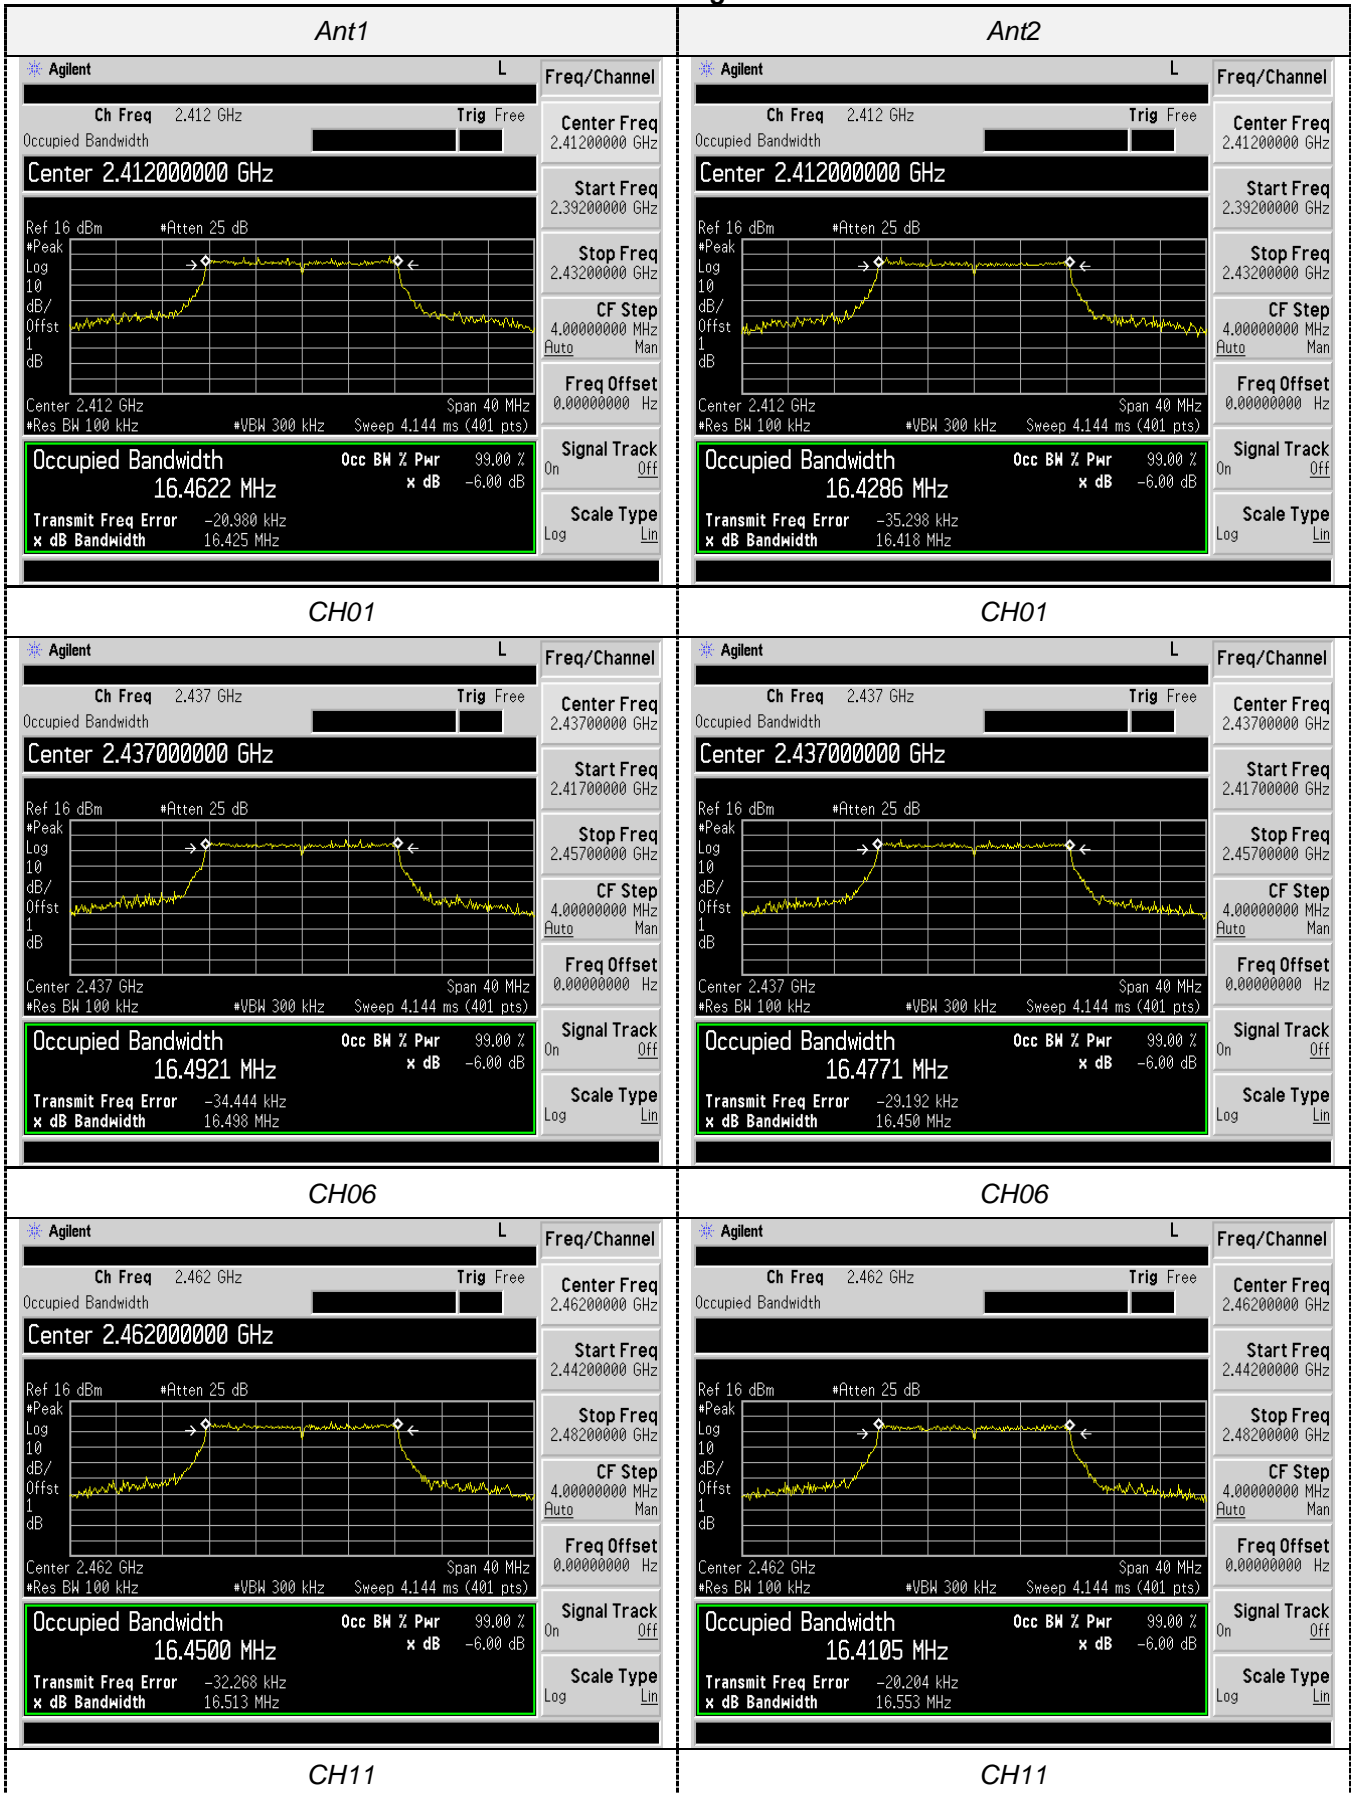 g
Ant1
Ant2
Agilent L Freq/Channel
Ch Freq 2.412 GHz Trig Free
Occupied Bandwidth
Center 2.412000000 GHz
Ref 16 dBm #Atten 25 dB
#Peak
Log
10
dB/
Offst
1
dB
Center 2.412 GHz Span 40 MHz
#Res BW 100 kHz #VBW 300 kHz Sweep 4.144 ms (401 pts)
Occupied Bandwidth Occ BW % Pwr 99.00 %
16.4622 MHz x dB -6.00 dB
Transmit Freq Error -20.980 kHz
x dB Bandwidth 16.425 MHz
Center Freq
2.41200000 GHz
Start Freq
2.39200000 GHz
Stop Freq
2.43200000 GHz
CF Step
4.00000000 MHz
Auto Man
Freq Offset
0.00000000 Hz
Signal Track
On Off
Scale Type
Log Lin
Agilent L Freq/Channel
Ch Freq 2.412 GHz Trig Free
Occupied Bandwidth
Center 2.412000000 GHz
Ref 16 dBm #Atten 25 dB
#Peak
Log
10
dB/
Offst
1
dB
Center 2.412 GHz Span 40 MHz
#Res BW 100 kHz #VBW 300 kHz Sweep 4.144 ms (401 pts)
Occupied Bandwidth Occ BW % Pwr 99.00 %
16.4286 MHz x dB -6.00 dB
Transmit Freq Error -35.298 kHz
x dB Bandwidth 16.418 MHz
Center Freq
2.41200000 GHz
Start Freq
2.39200000 GHz
Stop Freq
2.43200000 GHz
CF Step
4.00000000 MHz
Auto Man
Freq Offset
0.00000000 Hz
Signal Track
On Off
Scale Type
Log Lin
CH01
CH01
Agilent L Freq/Channel
Ch Freq 2.437 GHz Trig Free
Occupied Bandwidth
Center 2.437000000 GHz
Ref 16 dBm #Atten 25 dB
#Peak
Log
10
dB/
Offst
1
dB
Center 2.437 GHz Span 40 MHz
#Res BW 100 kHz #VBW 300 kHz Sweep 4.144 ms (401 pts)
Occupied Bandwidth Occ BW % Pwr 99.00 %
16.4921 MHz x dB -6.00 dB
Transmit Freq Error -34.444 kHz
x dB Bandwidth 16.498 MHz
Center Freq
2.43700000 GHz
Start Freq
2.41700000 GHz
Stop Freq
2.45700000 GHz
CF Step
4.00000000 MHz
Auto Man
Freq Offset
0.00000000 Hz
Signal Track
On Off
Scale Type
Log Lin
Agilent L Freq/Channel
Ch Freq 2.437 GHz Trig Free
Occupied Bandwidth
Center 2.437000000 GHz
Ref 16 dBm #Atten 25 dB
#Peak
Log
10
dB/
Offst
1
dB
Center 2.437 GHz Span 40 MHz
#Res BW 100 kHz #VBW 300 kHz Sweep 4.144 ms (401 pts)
Occupied Bandwidth Occ BW % Pwr 99.00 %
16.4771 MHz x dB -6.00 dB
Transmit Freq Error -29.192 kHz
x dB Bandwidth 16.450 MHz
Center Freq
2.43700000 GHz
Start Freq
2.41700000 GHz
Stop Freq
2.45700000 GHz
CF Step
4.00000000 MHz
Auto Man
Freq Offset
0.00000000 Hz
Signal Track
On Off
Scale Type
Log Lin
CH06
CH06
Agilent L Freq/Channel
Ch Freq 2.462 GHz Trig Free
Occupied Bandwidth
Center 2.462000000 GHz
Ref 16 dBm #Atten 25 dB
#Peak
Log
10
dB/
Offst
1
dB
Center 2.462 GHz Span 40 MHz
#Res BW 100 kHz #VBW 300 kHz Sweep 4.144 ms (401 pts)
Occupied Bandwidth Occ BW % Pwr 99.00 %
16.4500 MHz x dB -6.00 dB
Transmit Freq Error -32.268 kHz
x dB Bandwidth 16.513 MHz
Center Freq
2.46200000 GHz
Start Freq
2.44200000 GHz
Stop Freq
2.48200000 GHz
CF Step
4.00000000 MHz
Auto Man
Freq Offset
0.00000000 Hz
Signal Track
On Off
Scale Type
Log Lin
Agilent L Freq/Channel
Ch Freq 2.462 GHz Trig Free
Occupied Bandwidth
Ref 16 dBm #Atten 25 dB
#Peak
Log
10
dB/
Offst
1
dB
Center 2.462 GHz Span 40 MHz
#Res BW 100 kHz #VBW 300 kHz Sweep 4.144 ms (401 pts)
Occupied Bandwidth Occ BW % Pwr 99.00 %
16.4105 MHz x dB -6.00 dB
Transmit Freq Error -20.204 kHz
x dB Bandwidth 16.553 MHz
Center Freq
2.46200000 GHz
Start Freq
2.44200000 GHz
Stop Freq
2.48200000 GHz
CF Step
4.00000000 MHz
Auto Man
Freq Offset
0.00000000 Hz
Signal Track
On Off
Scale Type
Log Lin
CH11
CH11